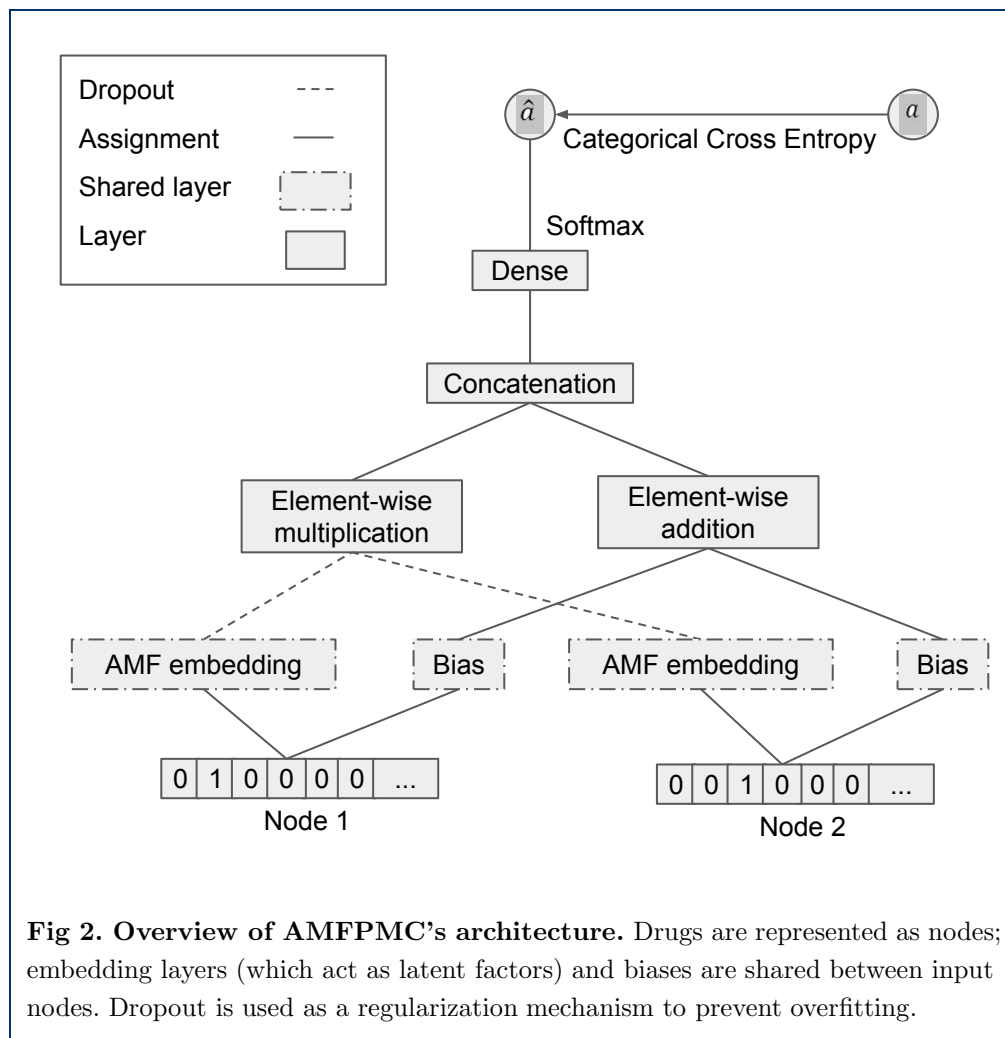 Dropout
Assignment
Shared layer
Layer
â
a
Categorical Cross Entropy
Softmax
Dense
Concatenation
Element-wise
multiplication
Element-wise
addition
AMF embedding
Bias
AMF embedding
Bias
0 1 0 0 0 0 ...
Node 1
0 0 1 0 0 0 ...
Node 2
Fig 2. Overview of AMFPMC's architecture. Drugs are represented as nodes;
embedding layers (which act as latent factors) and biases are shared between input
nodes. Dropout is used as a regularization mechanism to prevent overfitting.